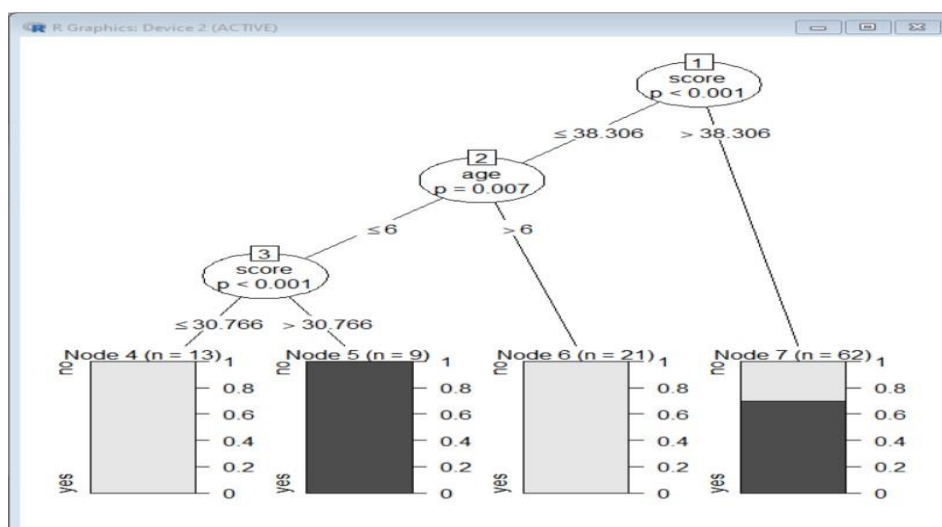 R R Graphics: Device 2 (ACTIVE)
1
score
p < 0.001
≤ 38.306 > 38.306
2
age
p = 0.007
≤ 6 > 6
3
score
p < 0.001
≤ 30.766 > 30.766
Node 4 (n = 13) Node 5 (n = 9) Node 6 (n = 21) Node 7 (n = 62)
no 1 no 1 no 1 no 1
0.8 0.8 0.8 0.8
0.6 0.6 0.6 0.6
0.4 0.4 0.4 0.4
yes 0.2 yes 0.2 yes 0.2 yes 0.2
0 0 0 0